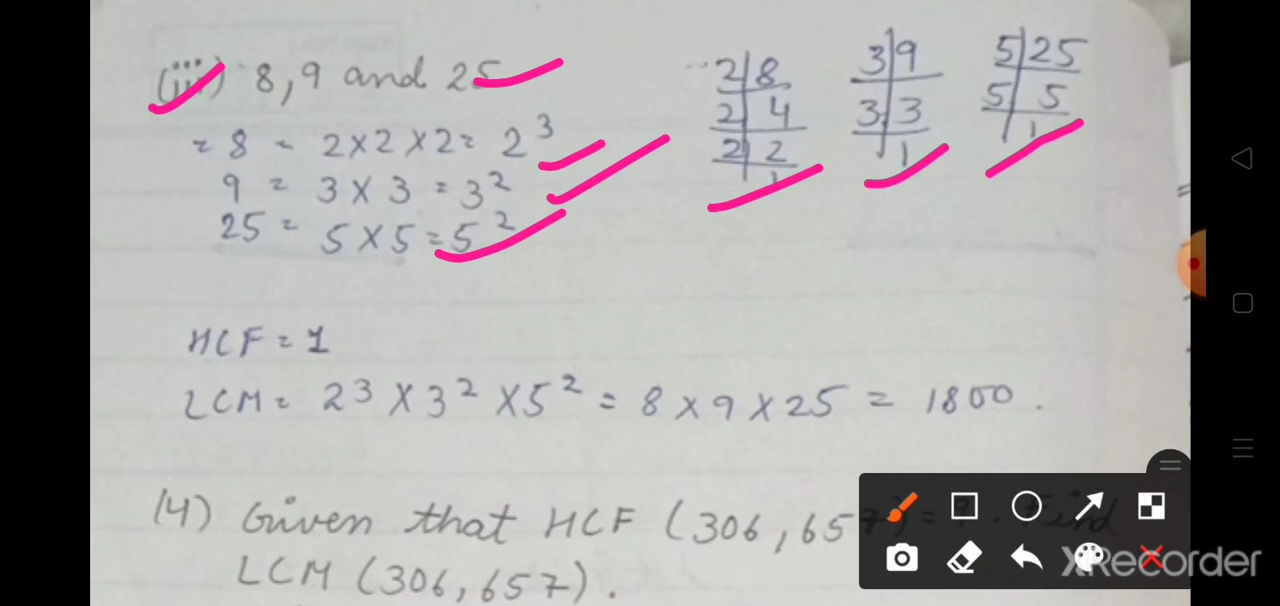 (iii) 8, 9 and 25
= 8 = 2×2×2= 2³
9 = 3 × 3 = 3²
25 = 5 × 5 = 5²
2|8
2|4
2|2
|1
3|9
3|3
|1
5|25
5|5
|1
HCF = 1
LCM = 2³ × 3² × 5² = 8 × 9 × 25 = 1800.
(4) Given that HCF (306, 657) = 9. Find
LCM (306, 657).
XRecorder